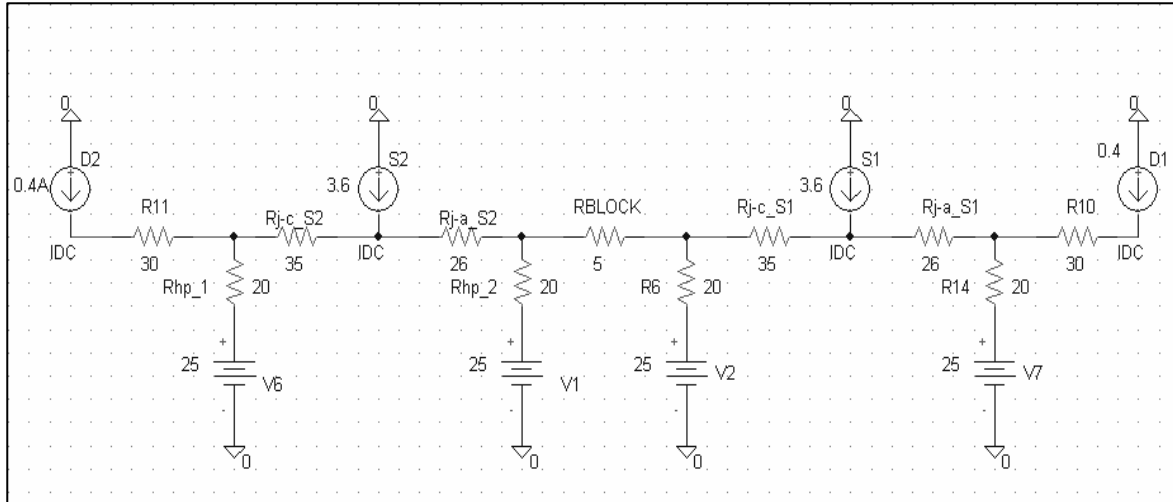 0 0 0 0
D2 S2 S1 0.4 D1
0.4A 3.6 3.6
R11 Rj-c_S2 Rj-a_S2 RBLOCK Rj-c_S1 Rj-a_S1 R10
IDC IDC IDC IDC
30 35 26 5 35 26 30
Rhp_1 20 Rhp_2 20 R6 20 R14 20
+ + + +
25 V6 25 V1 25 V2 25 V7
- - - -
0 0 0 0